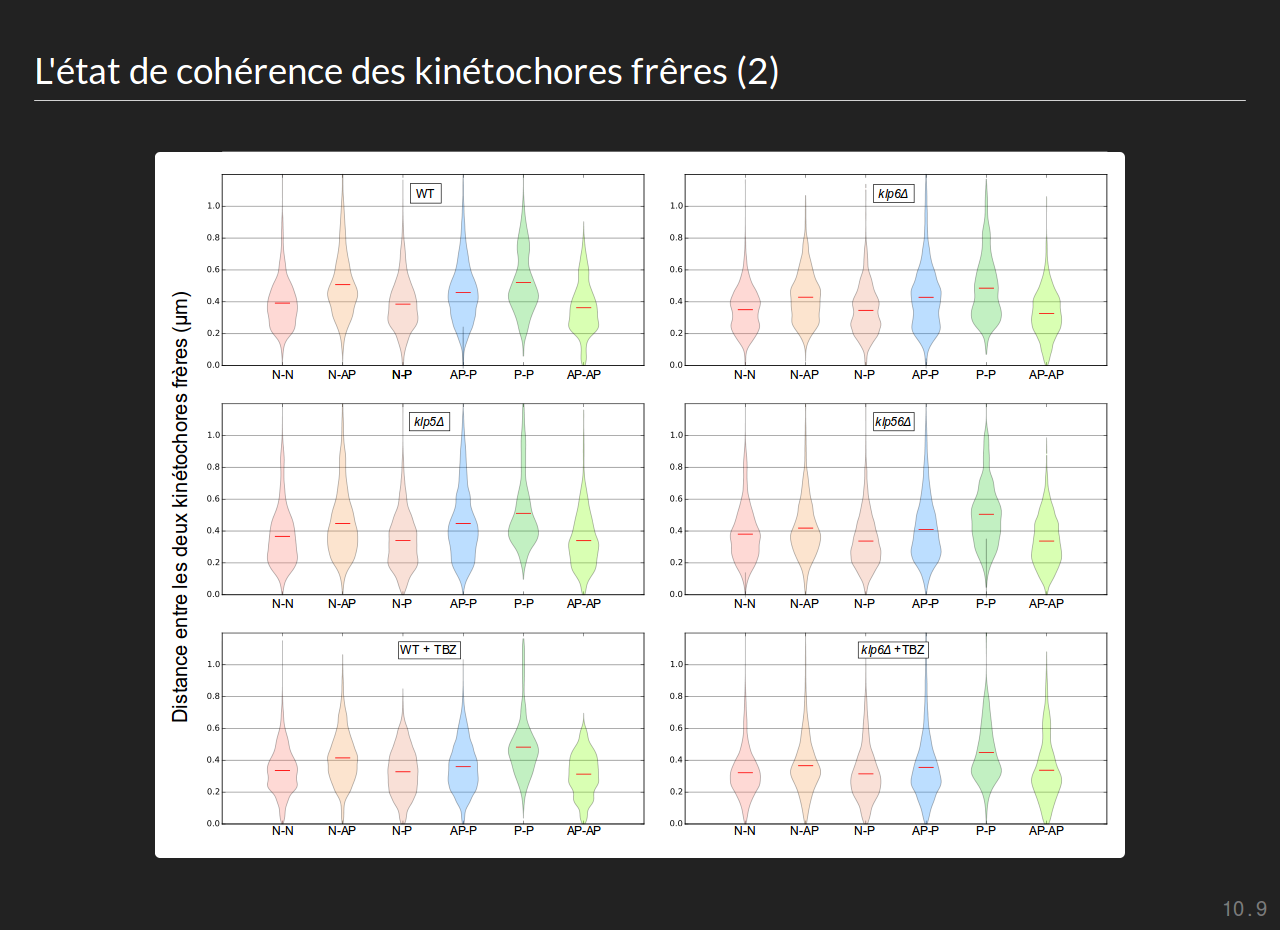 L'état de cohérence des kinétochores frêres (2)
Distance entre les deux kinétochores frères (µm)
WT
1.0
0.8
0.6
0.4
0.2
0.0
N-N N-AP N-P AP-P P-P AP-AP
klp6Δ
1.0
0.8
0.6
0.4
0.2
0.0
N-N N-AP N-P AP-P P-P AP-AP
klp5Δ
1.0
0.8
0.6
0.4
0.2
0.0
N-N N-AP N-P AP-P P-P AP-AP
klp56Δ
1.0
0.8
0.6
0.4
0.2
0.0
N-N N-AP N-P AP-P P-P AP-AP
WT + TBZ
1.0
0.8
0.6
0.4
0.2
0.0
N-N N-AP N-P AP-P P-P AP-AP
klp6Δ +TBZ
1.0
0.8
0.6
0.4
0.2
0.0
N-N N-AP N-P AP-P P-P AP-AP
10.9